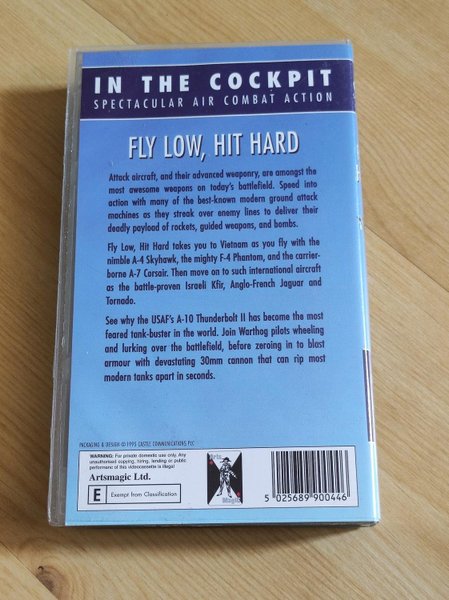 IN THE COCKPIT
SPECTACULAR AIR COMBAT ACTION
FLY LOW, HIT HARD
Attack aircraft, and their advanced weaponry, are amongst the
most awesome weapons on today's battlefield. Speed into
action with many of the best-known modern ground attack
machines as they streak over enemy lines to deliver their
deadly payload of rockets, guided weapons, and bombs.
Fly Low, Hit Hard takes you to Vietnam as you fly with the
nimble A-4 Skyhawk, the mighty F-4 Phantom, and the carrier-
borne A-7 Corsair. Then move on to such international aircraft
as the battle-proven Israeli Kfir, Anglo-French Jaguar and
Tornado.
See why the USAF's A-10 Thunderbolt II has become the most
feared tank-buster in the world. Join Warthog pilots wheeling
and lurking over the battlefield, before zeroing in to blast
armour with devastating 30mm cannon that can rip most
modern tanks apart in seconds.
PACKAGING & DESIGN © 1995 CASTLE COMMUNICATIONS PLC
WARNING: For private domestic use only. Any
unauthorised copying, hiring, lending or public
performance of this videocassette is illegal
Artsmagic Ltd.
E Exempt from Classification
Arts
Magic
5 025689 900446